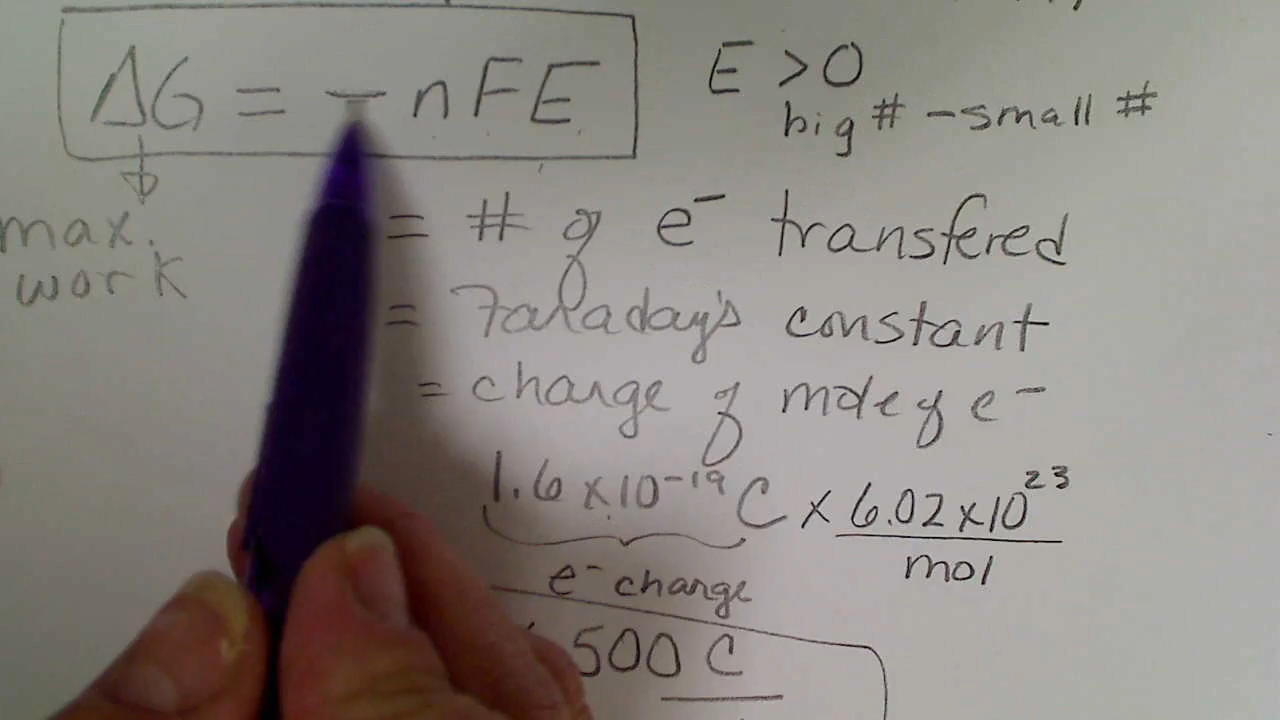 ΔG = - nFE
E > 0
big # - small #
max.
work
= # of e⁻ transfered
= Faraday's constant
= charge of mole of e⁻
1.6 x 10⁻¹⁹ C x 6.02 x 10²³
mol
e⁻ charge
500 C